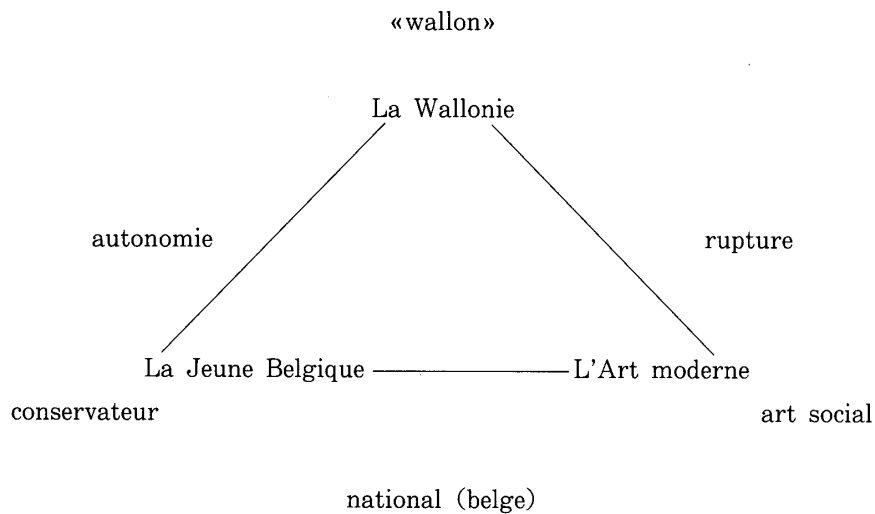 «wallon»
La Wallonie
autonomie
rupture
La Jeune Belgique
L'Art moderne
conservateur
art social
national (belge)